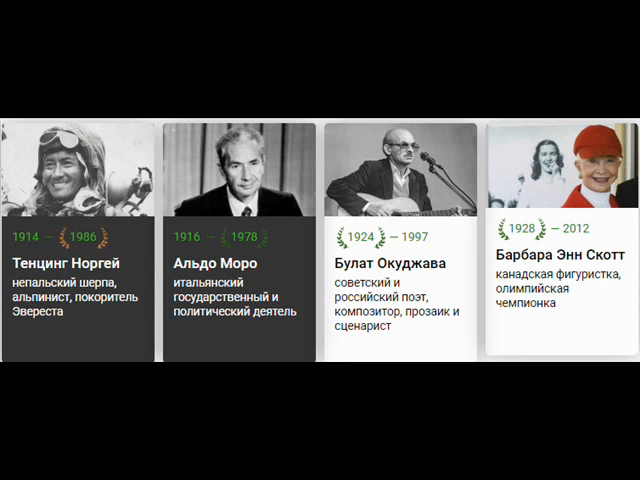 1914 — 1986
Тенцинг Норгей
непальский шерпа,
альпинист, покоритель
Эвереста
1916 — 1978
Альдо Моро
итальянский
государственный и
политический деятель
1924 — 1997
Булат Окуджава
советский и
российский поэт,
композитор, прозаик и
сценарист
1928 — 2012
Барбара Энн Скотт
канадская фигуристка,
олимпийская
чемпионка